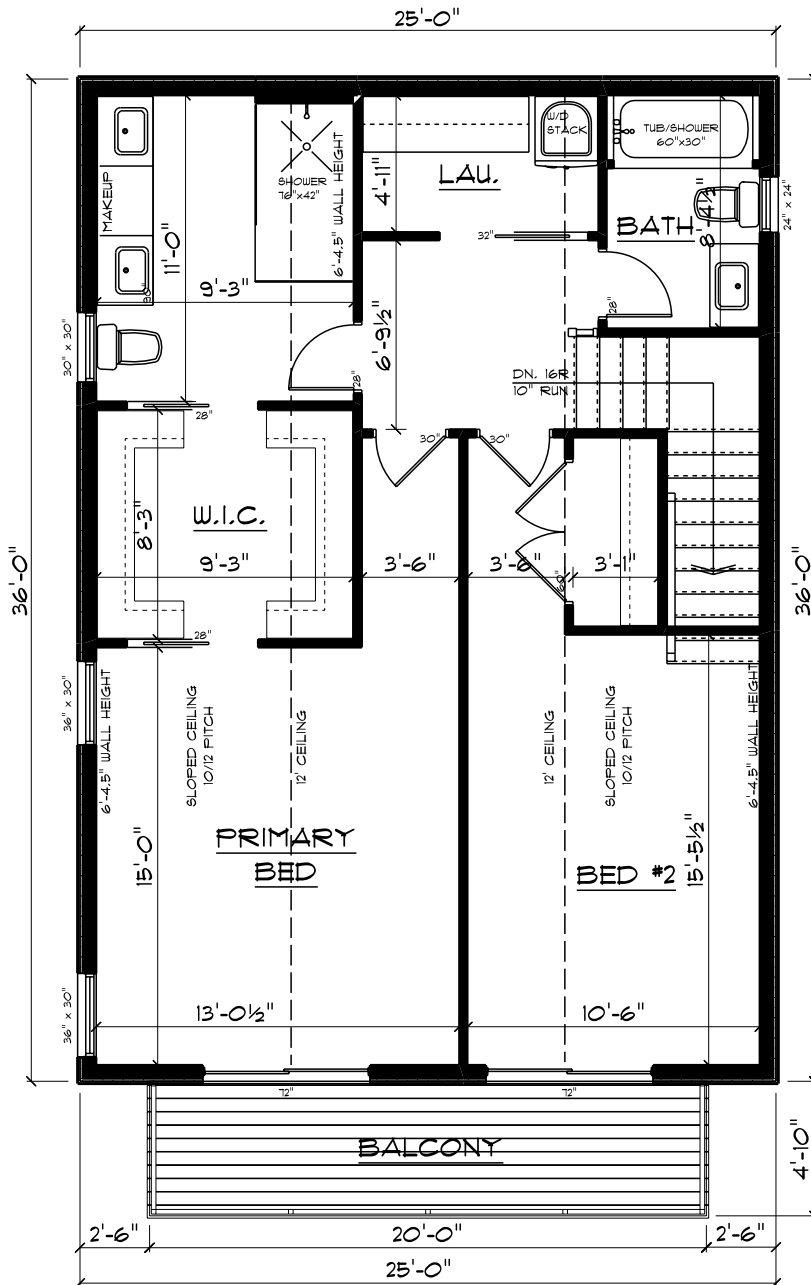 25'-0"
36'-0"
36'-0"
MAKEUP
11'-0"
9'-3"
30"
SHOWER
76"x42"
6'-4.5" WALL HEIGHT
4'-11"
LAU.
W/D
STACK
TUB/SHOWER
60"x30"
BATH
8'-4½"
24" x 24"
32"
28"
6'-9½"
30" x 30"
28"
28"
DN. 16R
10" RUN
30"
30"
W.I.C.
8'-3"
9'-3"
3'-6"
3'-6"
60"
3'-1"
28"
36" x 30"
6'-4.5" WALL HEIGHT
SLOPED CEILING
10/12 PITCH
12' CEILING
12' CEILING
SLOPED CEILING
10/12 PITCH
6'-4.5" WALL HEIGHT
PRIMARY
BED
15'-0"
BED #2
15'-5½"
36" x 30"
13'-0½"
10'-6"
72"
72"
BALCONY
4'-10"
2'-6"
20'-0"
2'-6"
25'-0"